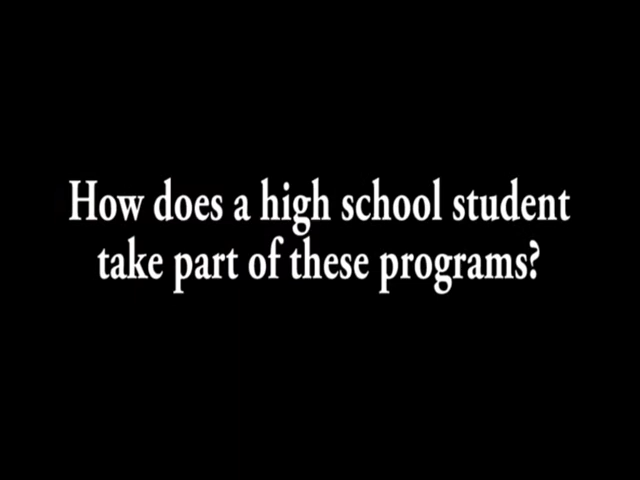 How does a high school student
take part of these programs?